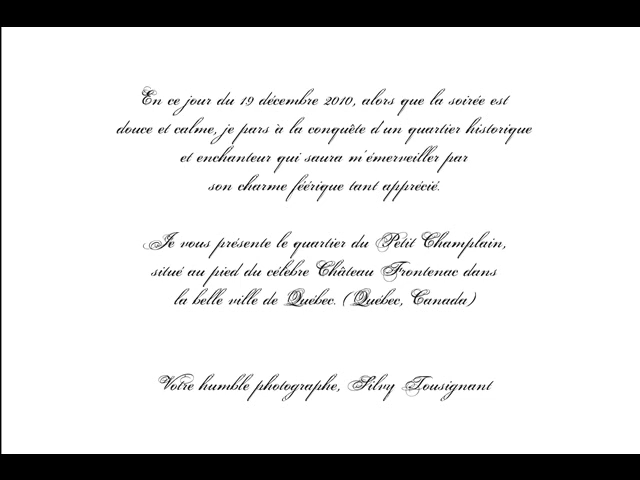 En ce jour du 19 décembre 2010, alors que la soirée est
douce et calme, je pars à la conquête d'un quartier historique
et enchanteur qui saura m'émerveiller par
son charme féérique tant apprécié.
Je vous présente le quartier du Petit Champlain,
situé au pied du célèbre Château Frontenac dans
la belle ville de Québec. (Québec, Canada)
Votre humble photographe, Silvy Tousignant